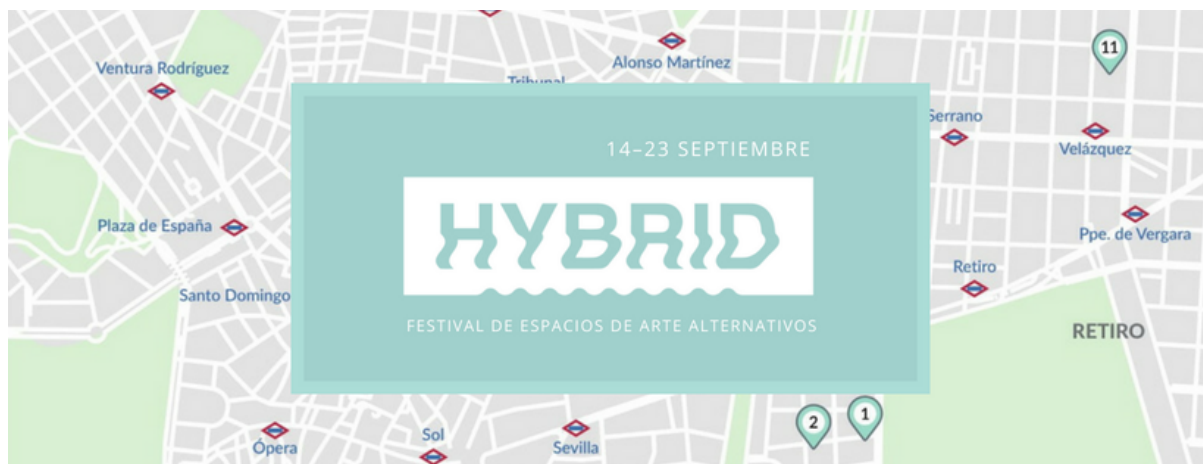 Ventura Rodríguez
Alonso Martínez
11
Tribunal
Serrano
Velázquez
14–23 SEPTIEMBRE
HYBRID
FESTIVAL DE ESPACIOS DE ARTE ALTERNATIVOS
Plaza de España
Ppe. de Vergara
Santo Domingo
Retiro
RETIRO
2
1
Ópera
Sol
Sevilla